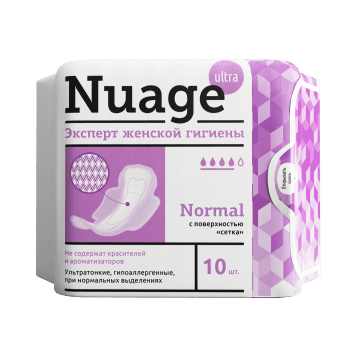 ultra
Nuage
Эксперт женской гигиены
Normal
с поверхностью
«сетка»
Не содержат красителей
и ароматизаторов
Ультратонкие, гипоаллергенные,
при нормальных выделениях
10 шт.